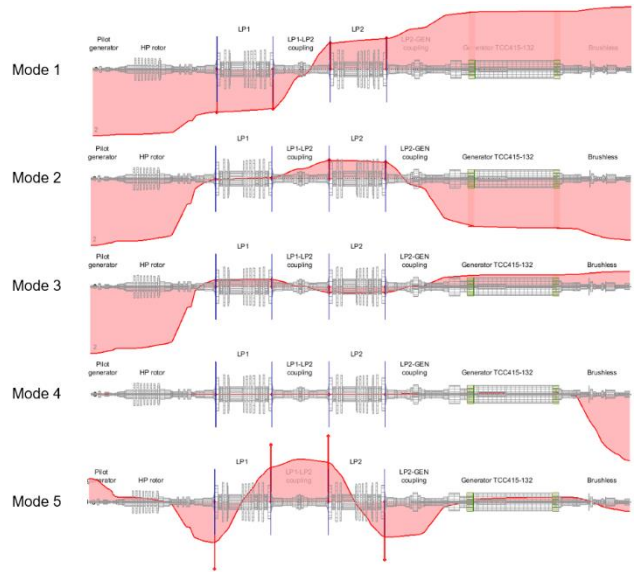 LP1 LP2
Pilot generator HP rotor LP1-LP2 coupling LP2-GEN coupling Generator TCC415-132 Brushless
Mode 1
2
LP1 LP2
Pilot generator HP rotor LP1-LP2 coupling LP2-GEN coupling Generator TCC415-132 Brushless
Mode 2
2
LP1 LP2
Pilot generator HP rotor LP1-LP2 coupling LP2-GEN coupling Generator TCC415-132 Brushless
Mode 3
2
LP1 LP2
Pilot generator HP rotor LP1-LP2 coupling LP2-GEN coupling Generator TCC415-132 Brushless
Mode 4
LP1 LP2
Pilot generator HP rotor LP1-LP2 coupling LP2-GEN coupling Generator TCC415-132 Brushless
Mode 5